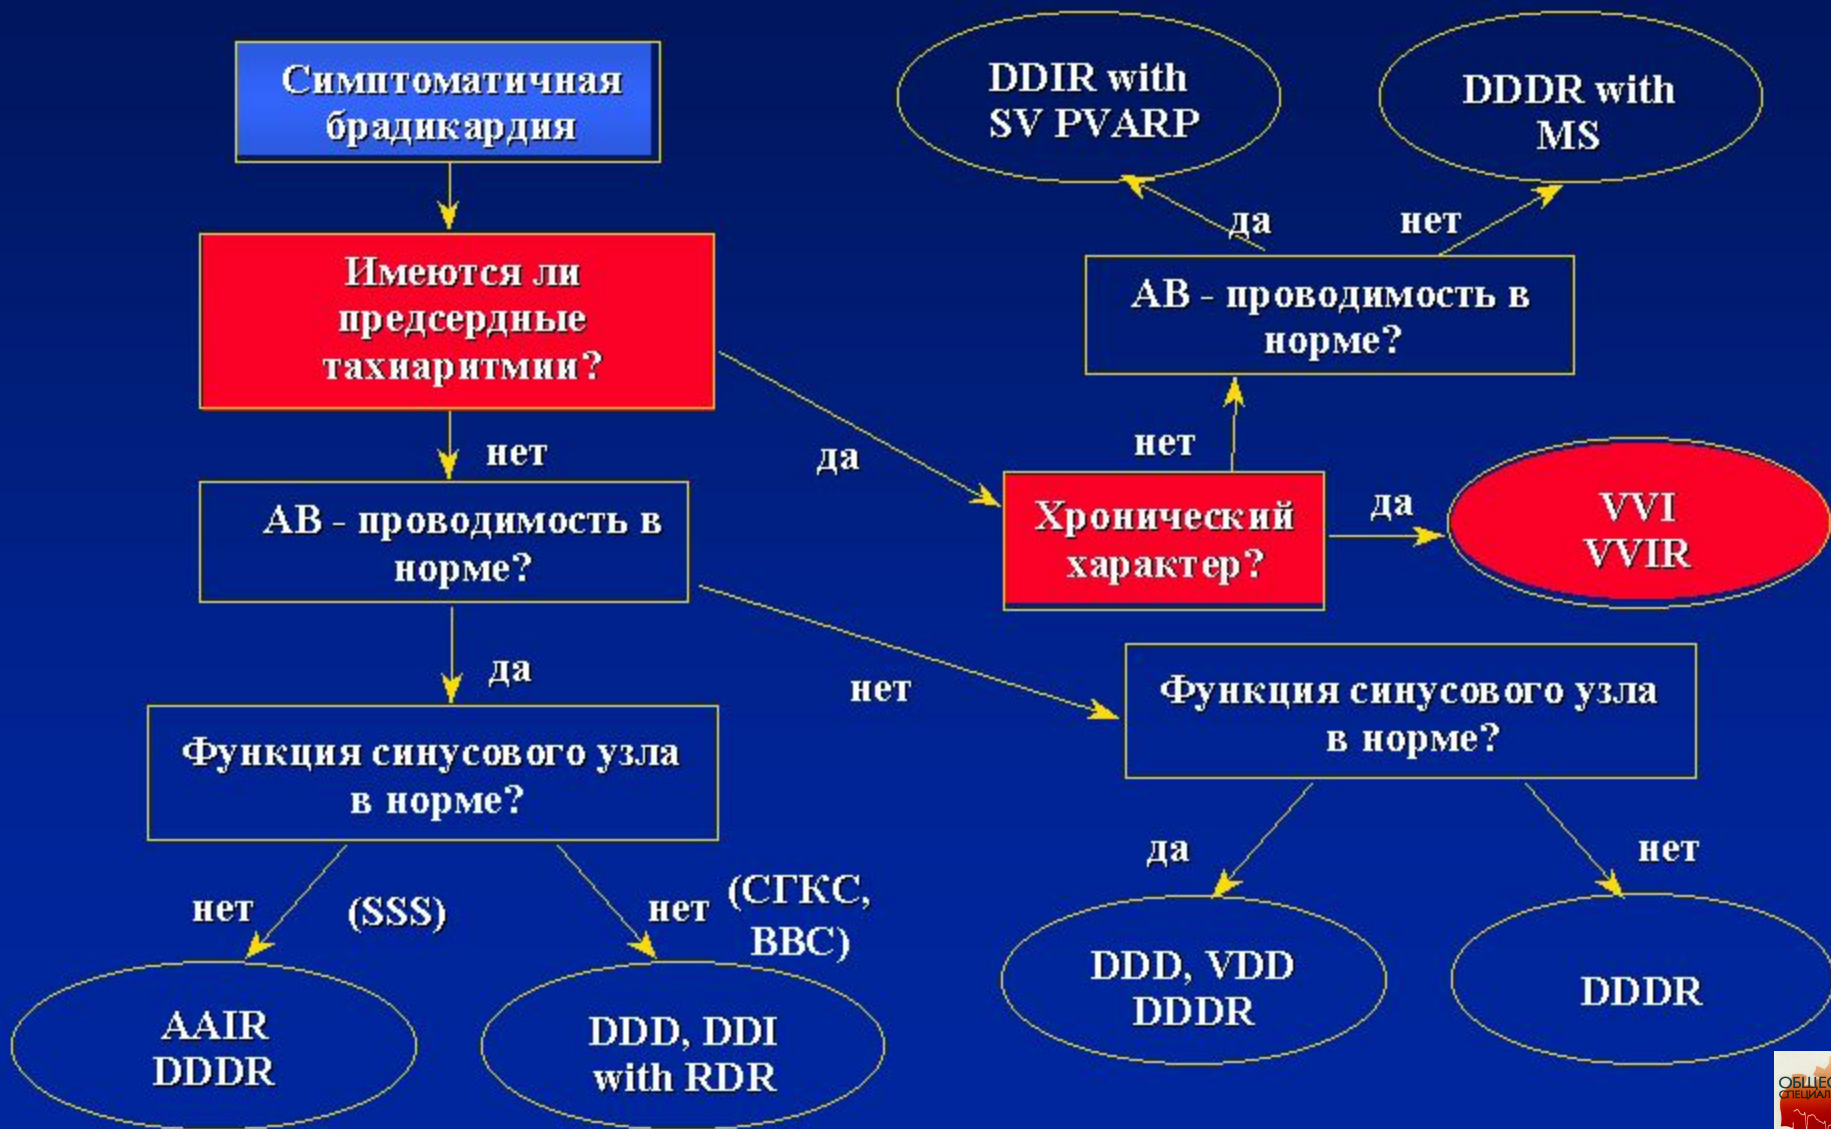 Симптоматичная
брадикардия
Имеются ли
предсердные
тахиаритмии?
нет
да
АВ - проводимость в
норме?
да
нет
Функция синусового узла
в норме?
нет
(SSS)
нет
(СГКС,
ВВС)
AAIR
DDDR
DDD, DDI
with RDR
DDIR with
SV PVARP
DDDR with
MS
да
нет
АВ - проводимость в
норме?
нет
Хронический
характер?
да
VVI
VVIR
Функция синусового узла
в норме?
да
нет
DDD, VDD
DDDR
DDDR